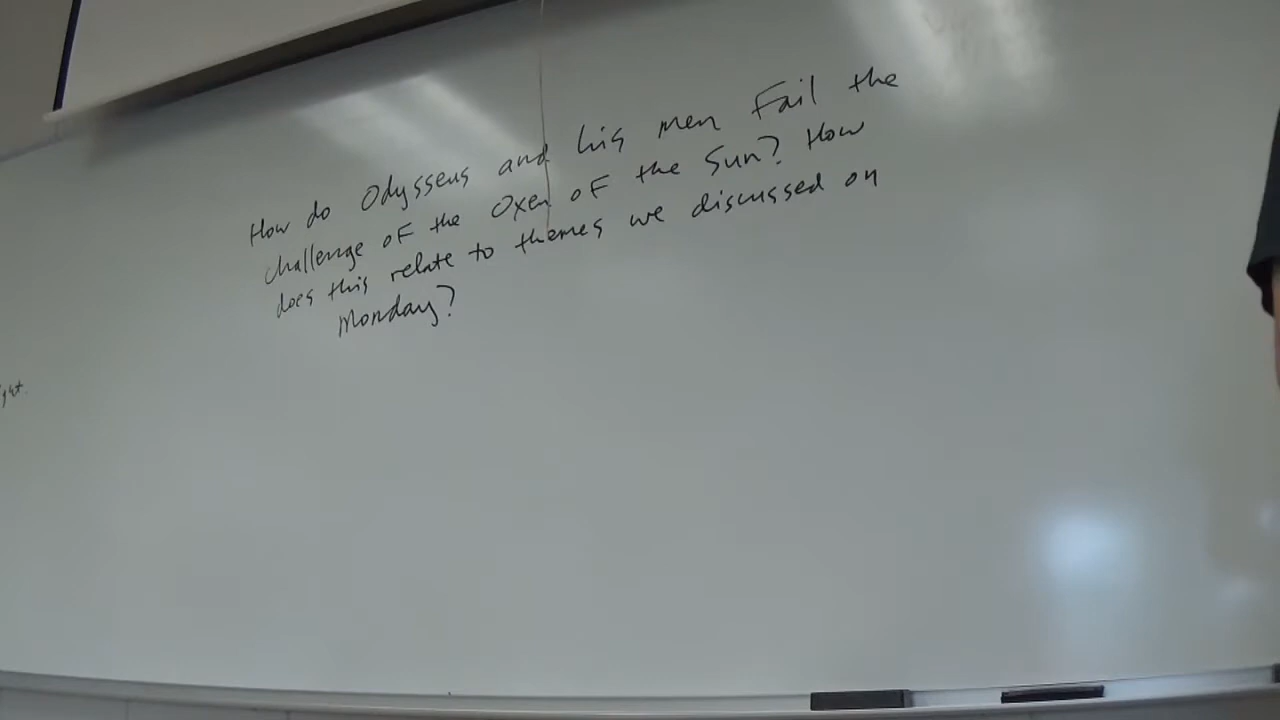 How do Odysseus and his men Fail the
challenge of the Oxen of the Sun? How
does this relate to themes we discussed on
Monday?